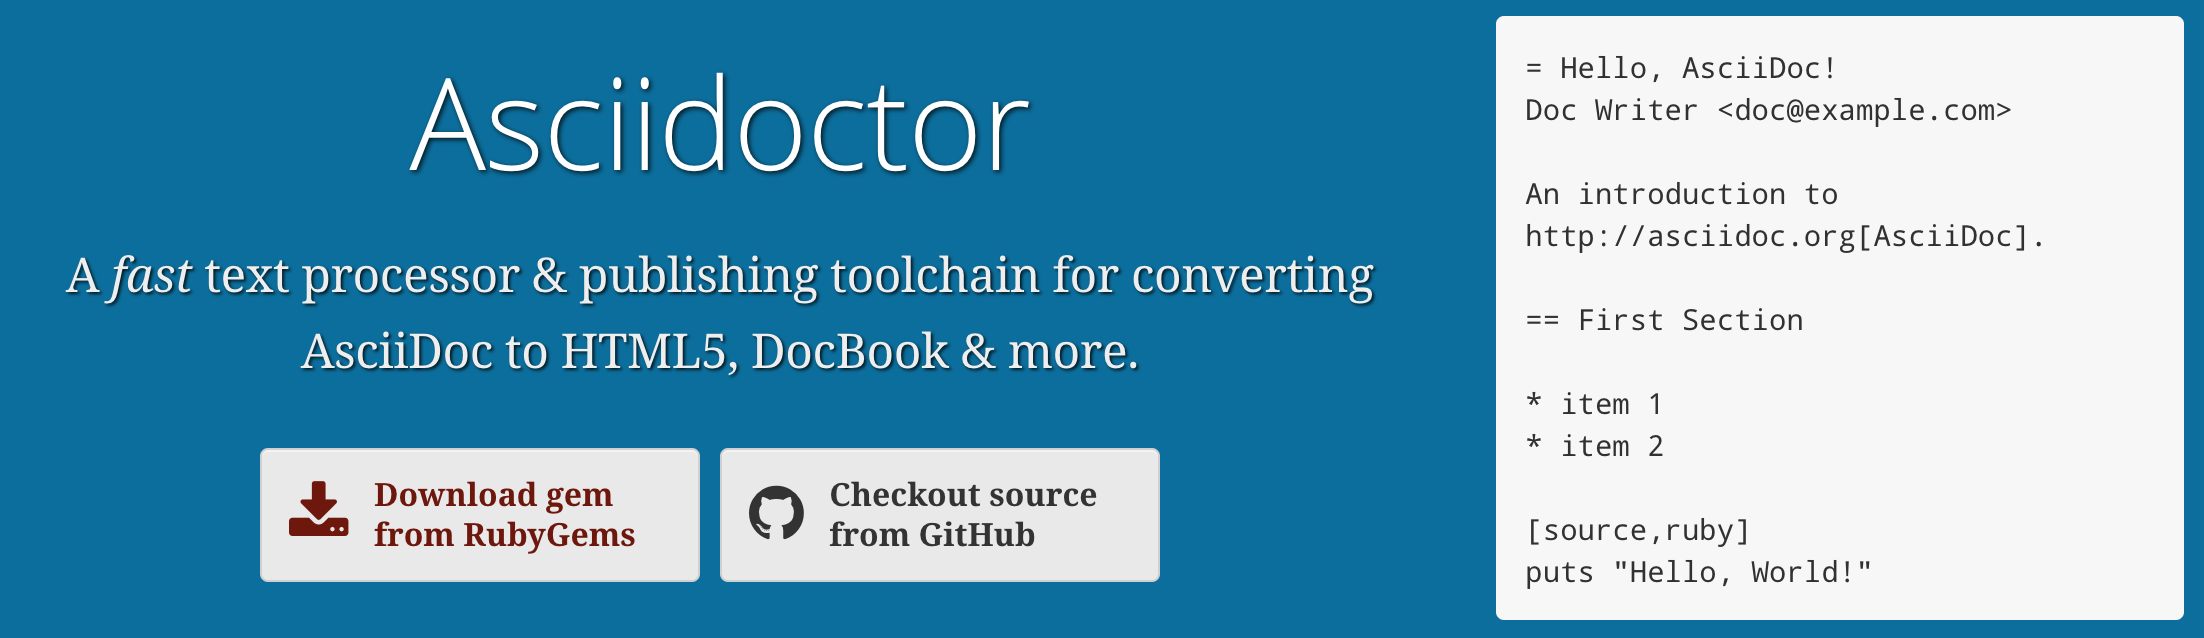 Asciidoctor
A fast text processor & publishing toolchain for converting
AsciiDoc to HTML5, DocBook & more.
Download gem
from RubyGems
Checkout source
from GitHub
= Hello, AsciiDoc!
Doc Writer <doc@example.com>

An introduction to
http://asciidoc.org[AsciiDoc].

== First Section

* item 1
* item 2

[source,ruby]
puts "Hello, World!"